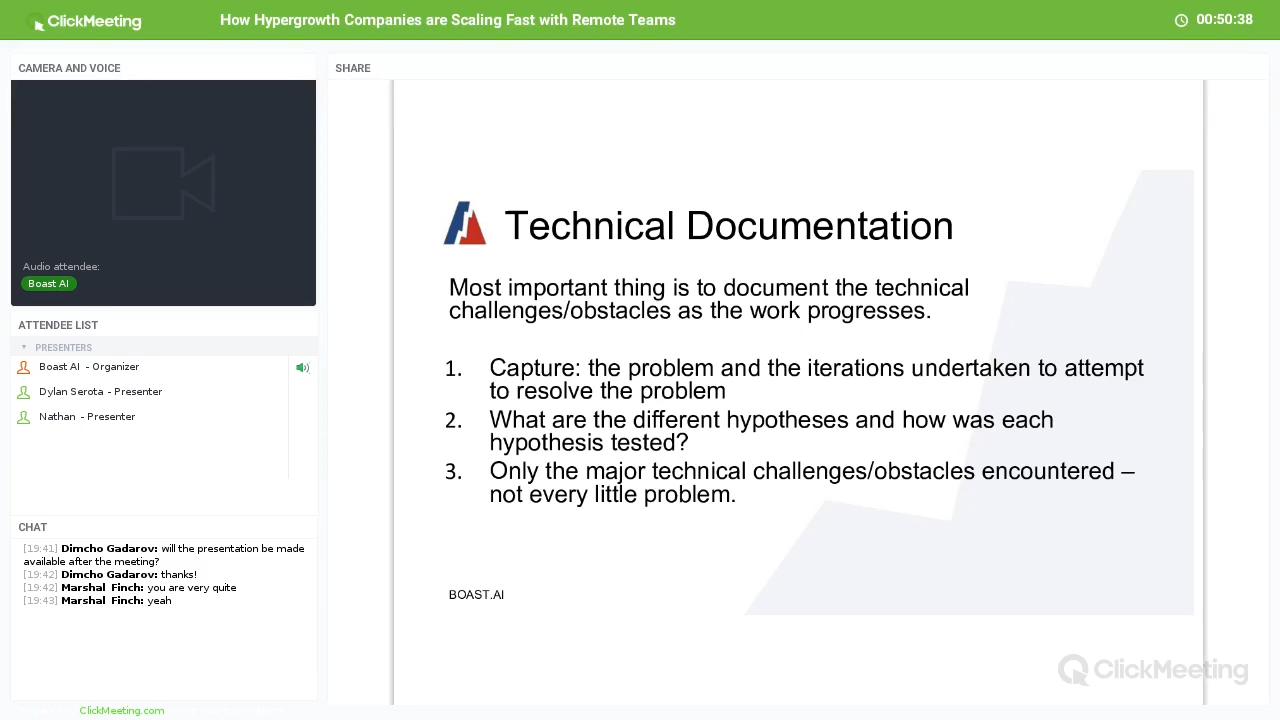 ClickMeeting
How Hypergrowth Companies are Scaling Fast with Remote Teams
00:50:38
CAMERA AND VOICE
Audio attendee:
Boast AI
ATTENDEE LIST
PRESENTERS
Boast AI - Organizer
Dylan Serota - Presenter
Nathan - Presenter
CHAT
[19:41] Dimcho Gadarov: will the presentation be made
available after the meeting?
[19:42] Dimcho Gadarov: thanks!
[19:42] Marshal Finch: you are very quite
[19:43] Marshal Finch: yeah
ClickMeeting.com
SHARE
Technical Documentation
Most important thing is to document the technical
challenges/obstacles as the work progresses.
1. Capture: the problem and the iterations undertaken to attempt
to resolve the problem
2. What are the different hypotheses and how was each
hypothesis tested?
3. Only the major technical challenges/obstacles encountered –
not every little problem.
BOAST.AI
ClickMeeting